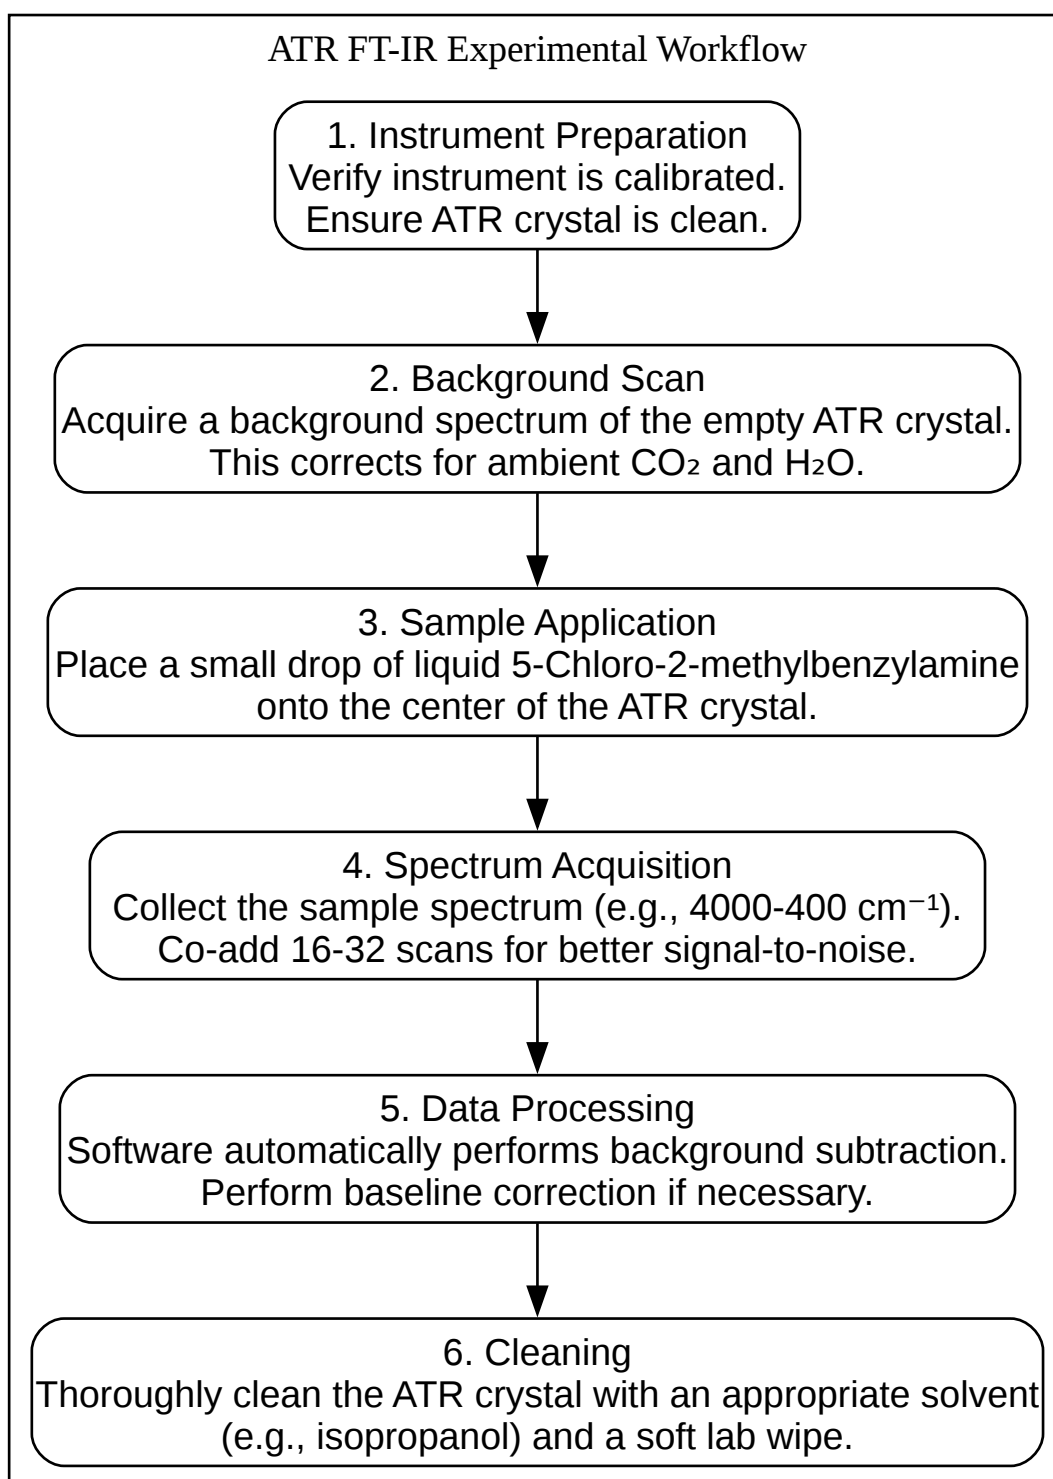 ATR FT-IR Experimental Workflow
1. Instrument Preparation
Verify instrument is calibrated.
Ensure ATR crystal is clean.
2. Background Scan
Acquire a background spectrum of the empty ATR crystal.
This corrects for ambient CO₂ and H₂O.
3. Sample Application
Place a small drop of liquid 5-Chloro-2-methylbenzylamine
onto the center of the ATR crystal.
4. Spectrum Acquisition
Collect the sample spectrum (e.g., 4000-400 cm⁻¹).
Co-add 16-32 scans for better signal-to-noise.
5. Data Processing
Software automatically performs background subtraction.
Perform baseline correction if necessary.
6. Cleaning
Thoroughly clean the ATR crystal with an appropriate solvent
(e.g., isopropanol) and a soft lab wipe.